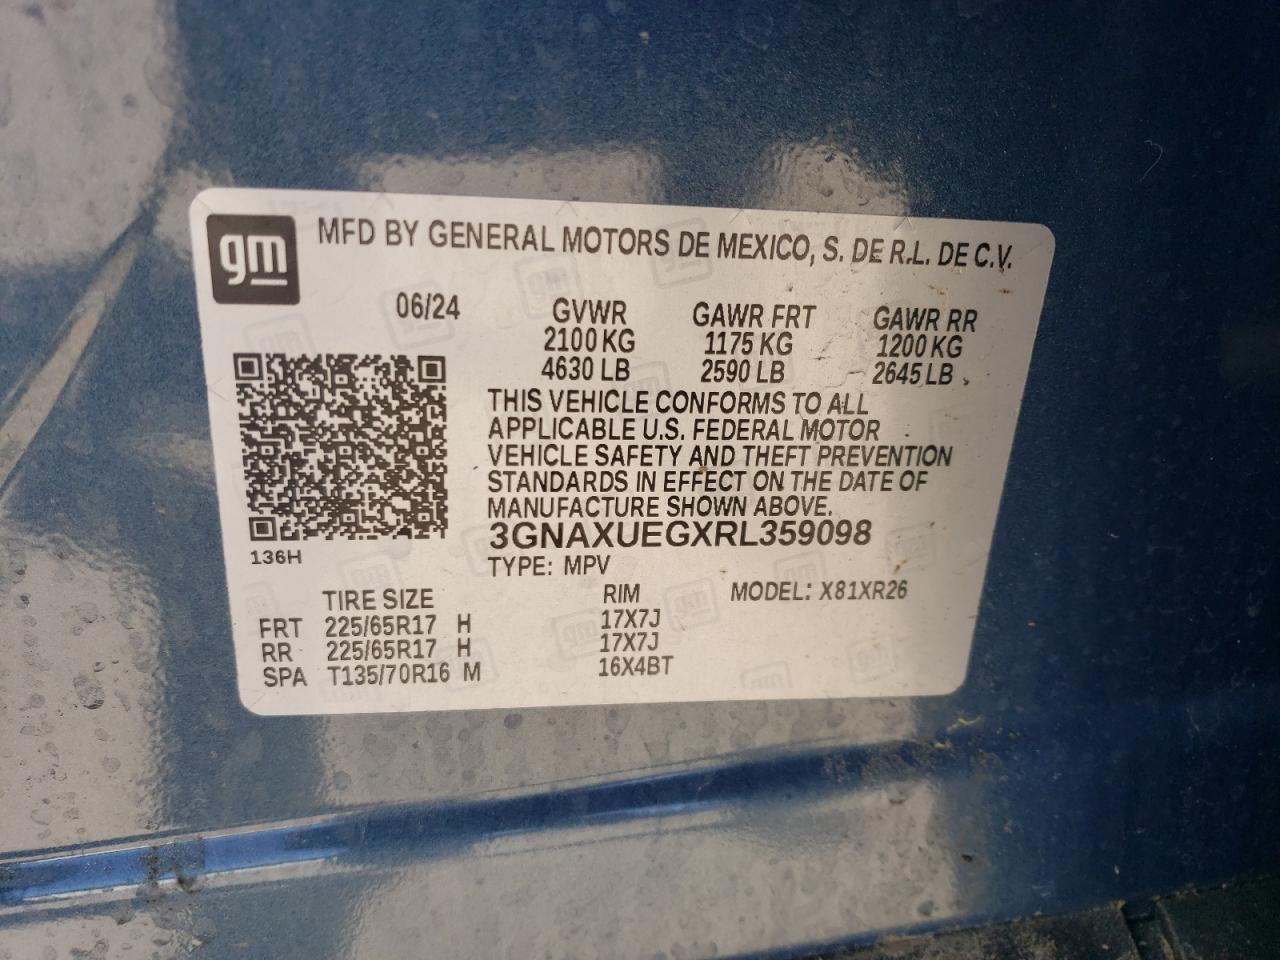 gm
MFD BY GENERAL MOTORS DE MEXICO, S. DE R.L. DE C.V.
06/24 GVWR GAWR FRT GAWR RR
2100 KG 1175 KG 1200 KG
4630 LB 2590 LB 2645 LB
THIS VEHICLE CONFORMS TO ALL
APPLICABLE U.S. FEDERAL MOTOR
VEHICLE SAFETY AND THEFT PREVENTION
STANDARDS IN EFFECT ON THE DATE OF
MANUFACTURE SHOWN ABOVE.
3GNAXUEGXRL359098
136H
TYPE: MPV
TIRE SIZE RIM MODEL: X81XR26
FRT 225/65R17 H 17X7J
RR 225/65R17 H 17X7J
SPA T135/70R16 M 16X4BT